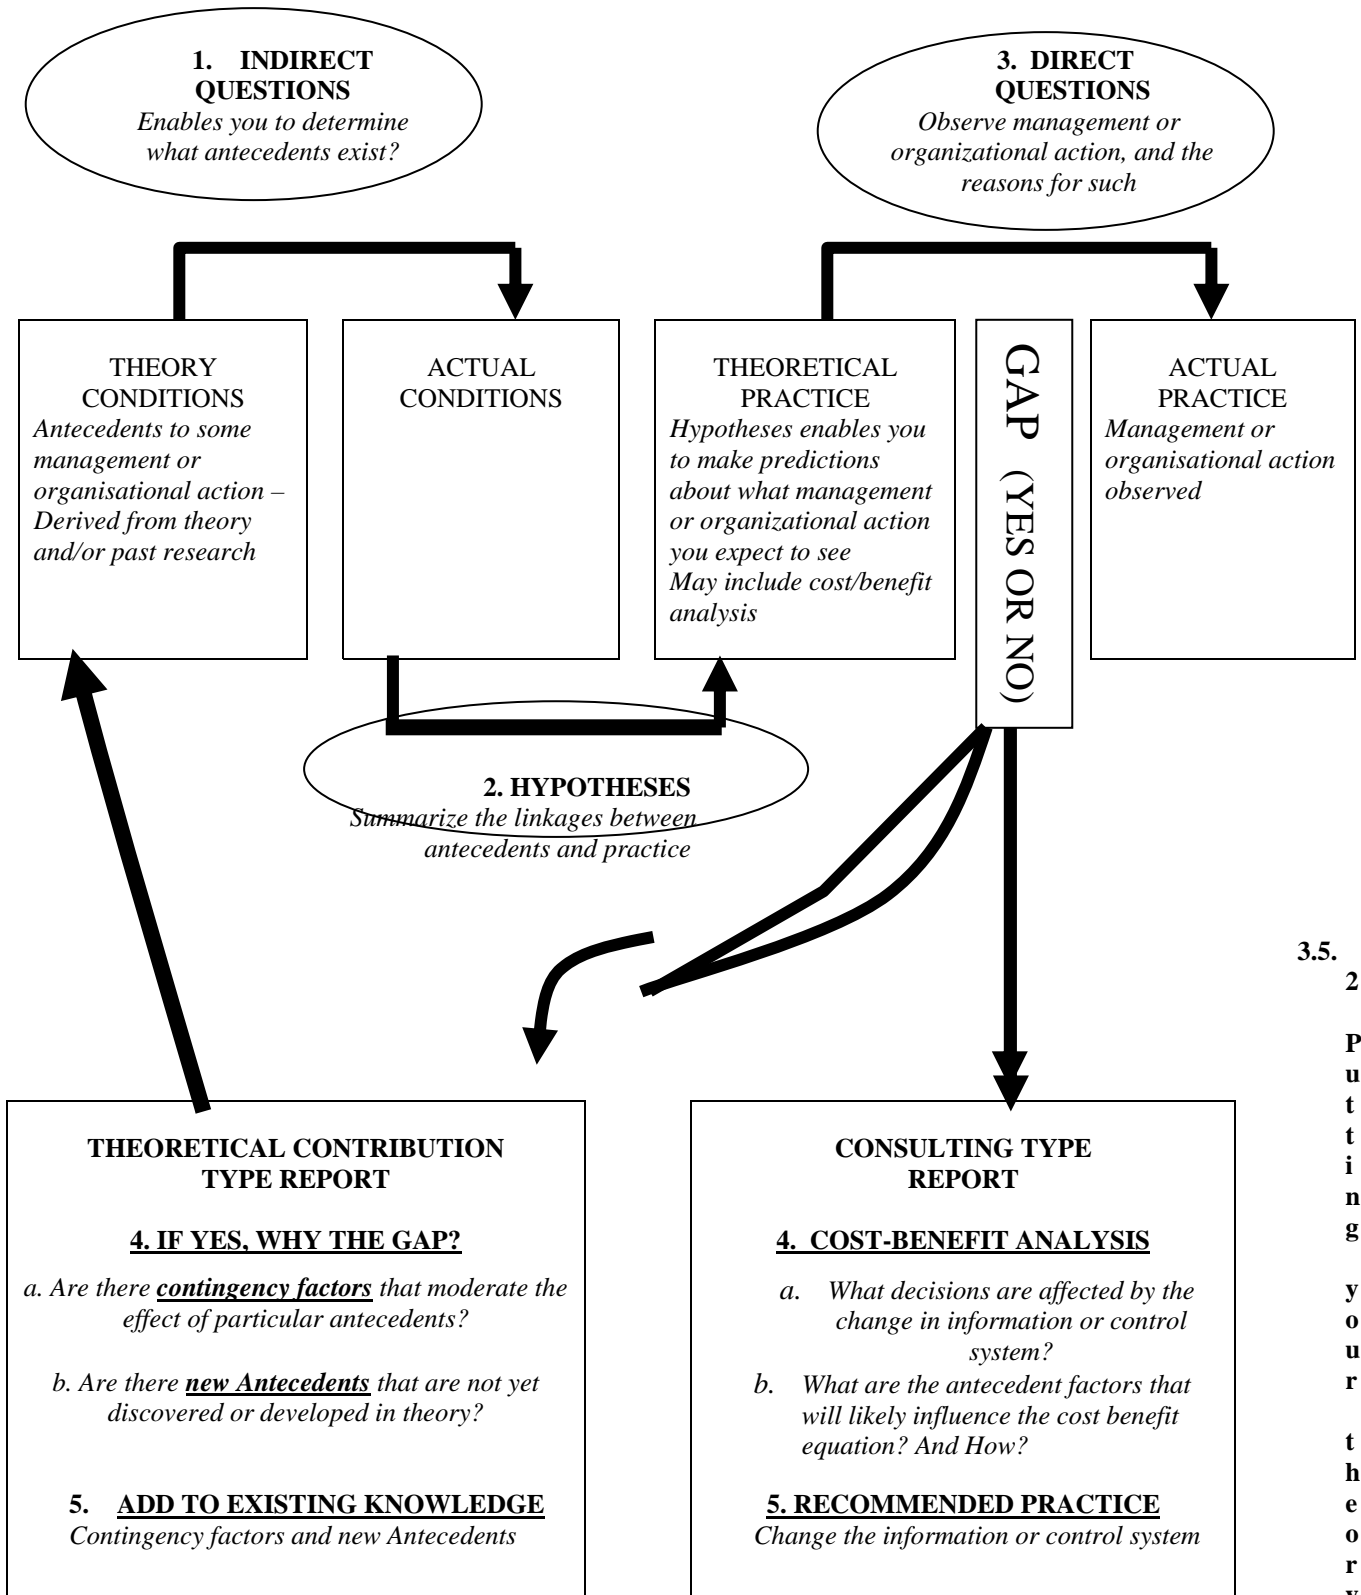 1. INDIRECT
QUESTIONS
Enables you to determine
what antecedents exist?
3. DIRECT
QUESTIONS
Observe management or
organizational action, and the
reasons for such
THEORY
CONDITIONS
Antecedents to some
management or
organisational action –
Derived from theory
and/or past research
ACTUAL
CONDITIONS
THEORETICAL
PRACTICE
Hypotheses enables you
to make predictions
about what management
or organizational action
you expect to see
May include cost/benefit
analysis
GAP (YES OR NO)
ACTUAL
PRACTICE
Management or
organisational action
observed
2. HYPOTHESES
Summarize the linkages between
antecedents and practice
THEORETICAL CONTRIBUTION
TYPE REPORT
4. IF YES, WHY THE GAP?
a. Are there contingency factors that moderate the
effect of particular antecedents?
b. Are there new Antecedents that are not yet
discovered or developed in theory?
5. ADD TO EXISTING KNOWLEDGE
Contingency factors and new Antecedents
CONSULTING TYPE
REPORT
4. COST-BENEFIT ANALYSIS
a. What decisions are affected by the
change in information or control
system?
b. What are the antecedent factors that
will likely influence the cost benefit
equation? And How?
5. RECOMMENDED PRACTICE
Change the information or control system
3.5.
2
P
u
t
t
i
n
g
y
o
u
r
t
h
e
o
r
y